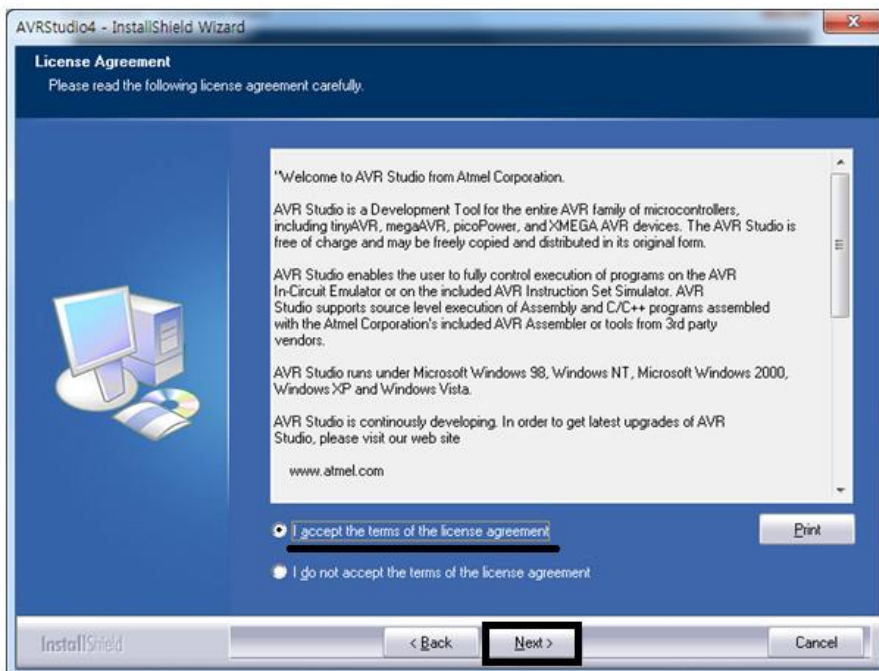 AVRStudio4 - InstallShield Wizard
License Agreement
Please read the following license agreement carefully.
"Welcome to AVR Studio from Atmel Corporation.
AVR Studio is a Development Tool for the entire AVR family of microcontrollers,
including tinyAVR, megaAVR, picoPower, and XMEGA AVR devices. The AVR Studio is
free of charge and may be freely copied and distributed in its original form.
AVR Studio enables the user to fully control execution of programs on the AVR
In-Circuit Emulator or on the included AVR Instruction Set Simulator. AVR
Studio supports source level execution of Assembly and C/C++ programs assembled
with the Atmel Corporation's included AVR Assembler or tools from 3rd party
vendors.
AVR Studio runs under Microsoft Windows 98, Windows NT, Microsoft Windows 2000,
Windows XP and Windows Vista.
AVR Studio is continously developing. In order to get latest upgrades of AVR
Studio, please visit our web site
www.atmel.com
I accept the terms of the license agreement
Print
I do not accept the terms of the license agreement
InstallShield
< Back
Next >
Cancel